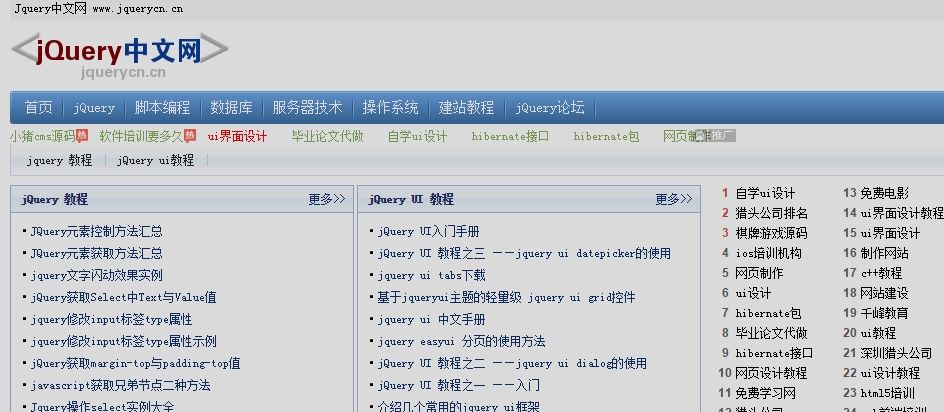 Jquery中文网 www.jquerycn.cn
jQuery中文网
jquerycn.cn
首页 jQuery 脚本编程 数据库 服务器技术 操作系统 建站教程 jQuery论坛
小猪cms源码 热 软件培训要多久 热 ui界面设计 毕业论文代做 自学ui设计 hibernate接口 hibernate包 网页制 推广
jquery 教程 jQuery ui教程
jQuery 教程 更多>>
JQuery元素控制方法汇总
JQuery元素获取方法汇总
jquery文字闪动效果实例
jQuery获取Select中Text与Value值
jquery修改input标签type属性
jquery修改input标签type属性示例
jQuery获取margin-top与padding-top值
javascript获取兄弟节点二种方法
Jquery操作select实例大全
jQuery UI 教程 更多>>
jQuery UI入门手册
jQuery UI 教程之三 --jquery ui datepicker的使用
jquery ui tabs下载
基于jqueryui主题的轻量级 jquery ui grid控件
jquery ui 中文手册
jquery easyui 分页的使用方法
jQuery UI 教程之二 --jquery ui dialog的使用
jQuery UI 教程之一 --入门
介绍几个常用的jquery ui框架
1 自学ui设计
2 猎头公司排名
3 棋牌游戏源码
4 ios培训机构
5 网页制作
6 ui设计
7 hibernate包
8 毕业论文代做
9 hibernate接口
10 网页设计教程
11 免费学习网
12 猎头公司
13 免费电影
14 ui界面设计教程
15 ui界面设计
16 制作网站
17 c++教程
18 网站建设
19 千峰教育
20 ui教程
21 深圳猎头公司
22 ui设计教程
23 html5培训